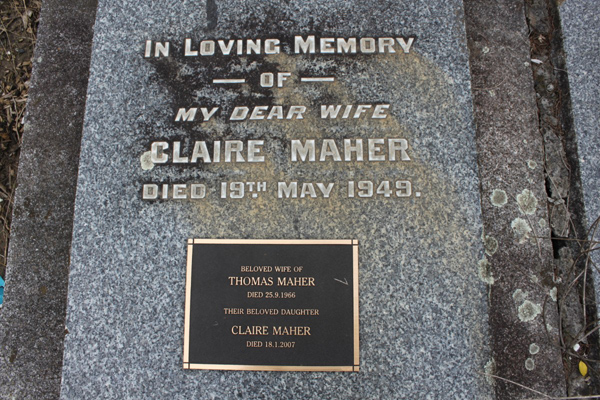 IN LOVING MEMORY
— OF —
MY DEAR WIFE
CLAIRE MAHER
DIED 19TH MAY 1949.
BELOVED WIFE OF
THOMAS MAHER
DIED 25.9.1966
THEIR BELOVED DAUGHTER
CLAIRE MAHER
DIED 18.1.2007